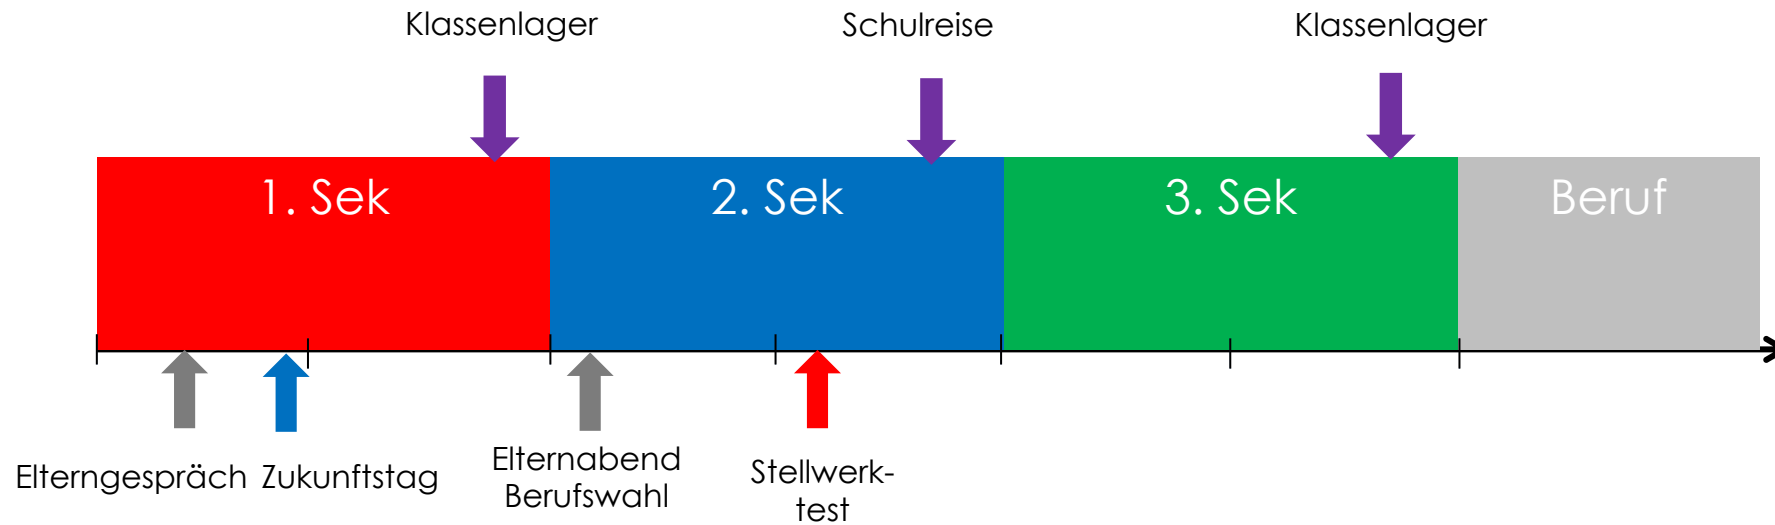 Klassenlager
Schulreise
Klassenlager
1. Sek
2. Sek
3. Sek
Beruf
Elterngespräch
Zukunftstag
Elternabend
Berufswahl
Stellwerk-
test